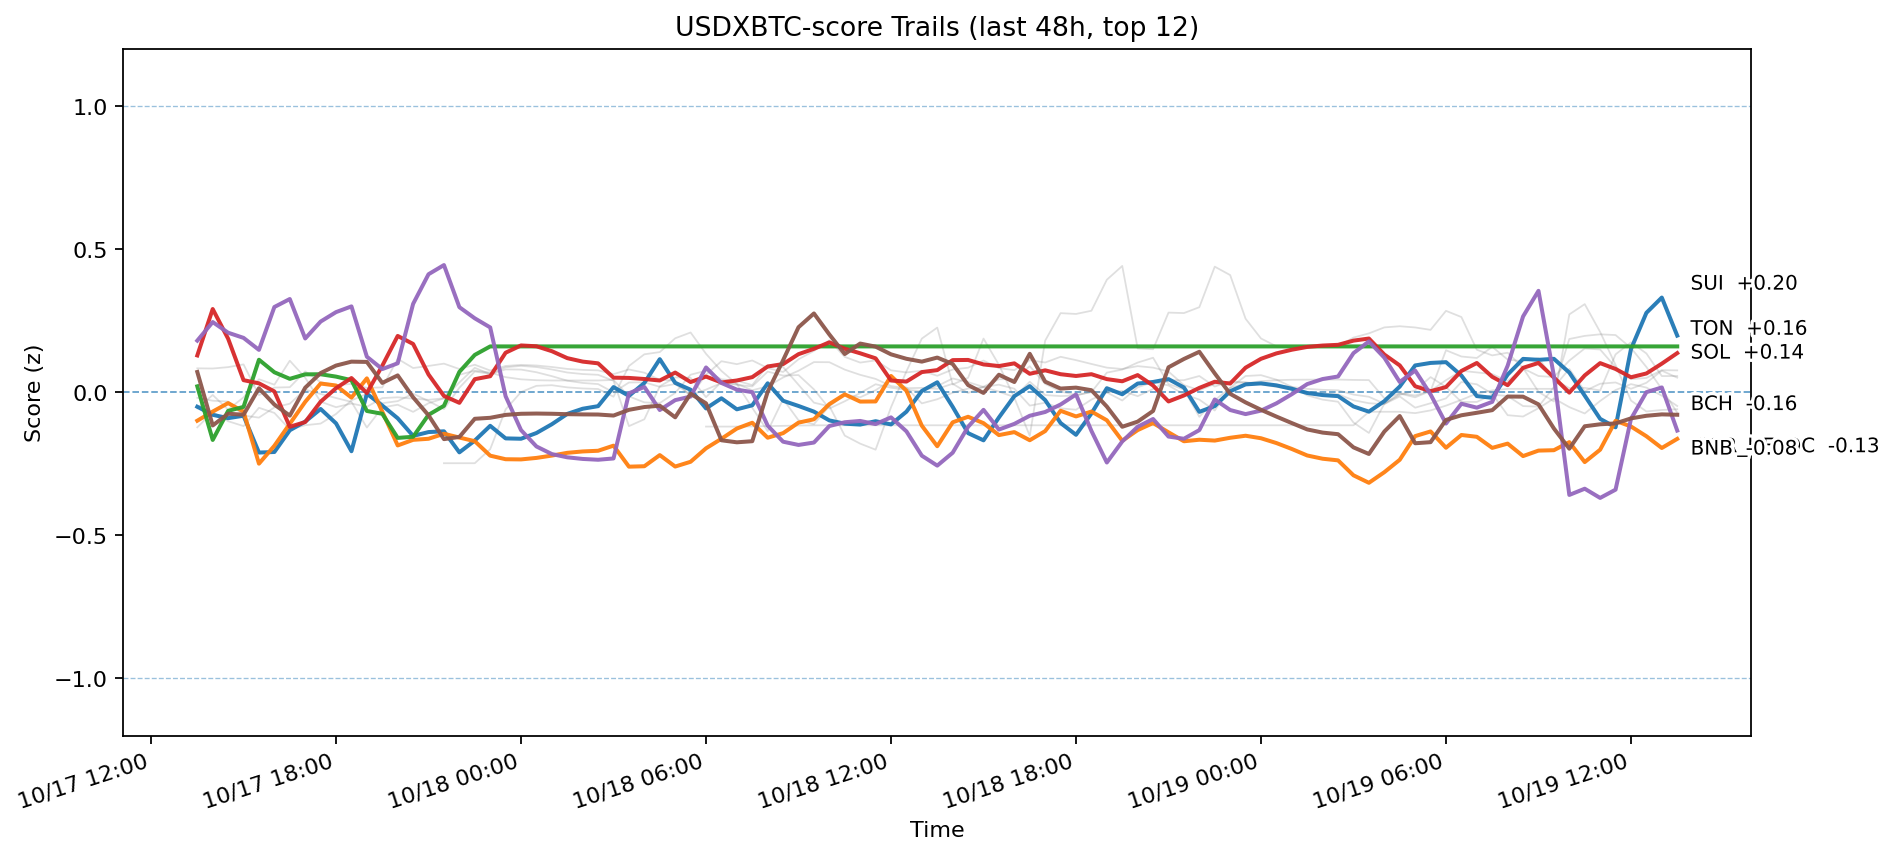 USDXBTC-score Trails (last 48h, top 12)
Score (z)
1.0
0.5
0.0
−0.5
−1.0
SUI +0.20
TON +0.16
SOL +0.14
BCH -0.16
BNB -0.08
C -0.13
10/17 12:00
10/17 18:00
10/18 00:00
10/18 06:00
10/18 12:00
10/18 18:00
10/19 00:00
10/19 06:00
10/19 12:00
Time